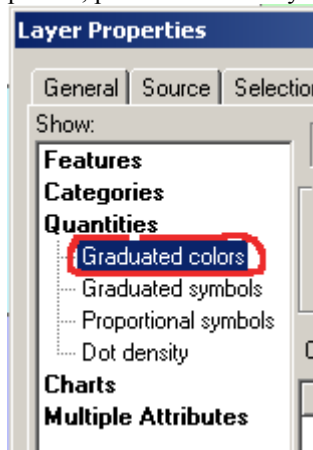 Layer Properties
General Source Selection
Show:
Features
Categories
Quantities
Graduated colors
Graduated symbols
Proportional symbols
Dot density
Charts
Multiple Attributes